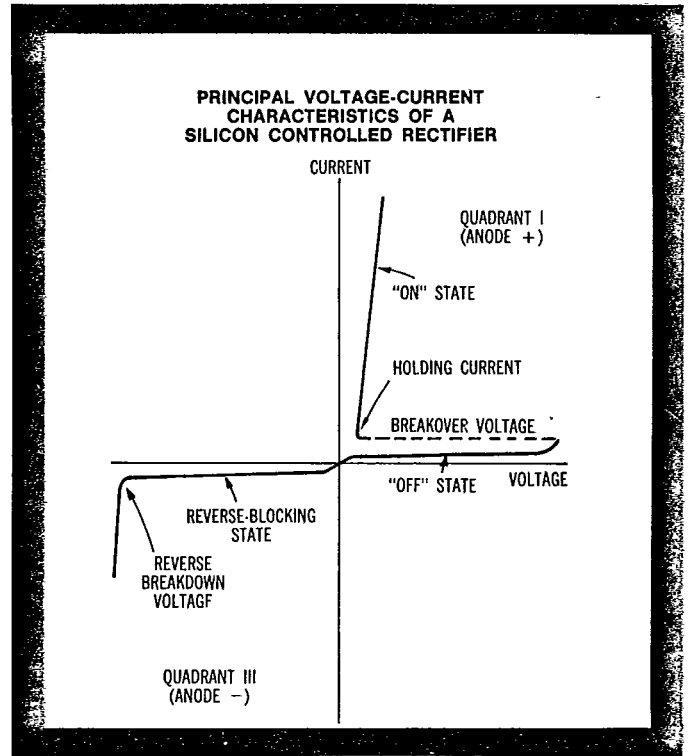 PRINCIPAL VOLTAGE-CURRENT
CHARACTERISTICS OF A
SILICON CONTROLLED RECTIFIER
CURRENT
QUADRANT I
(ANODE +)
"ON" STATE
HOLDING CURRENT
BREAKOVER VOLTAGE
"OFF" STATE
VOLTAGE
REVERSE-BLOCKING
STATE
REVERSE
BREAKDOWN
VOLTAGF
QUADRANT III
(ANODE −)